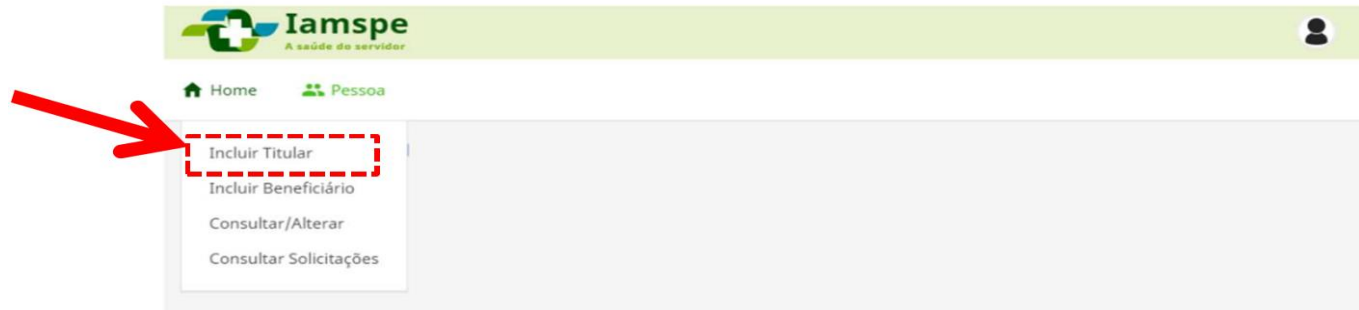 Iamspe
A saúde do servidor
Home Pessoa
Incluir Titular
Incluir Beneficiário
Consultar/Alterar
Consultar Solicitações